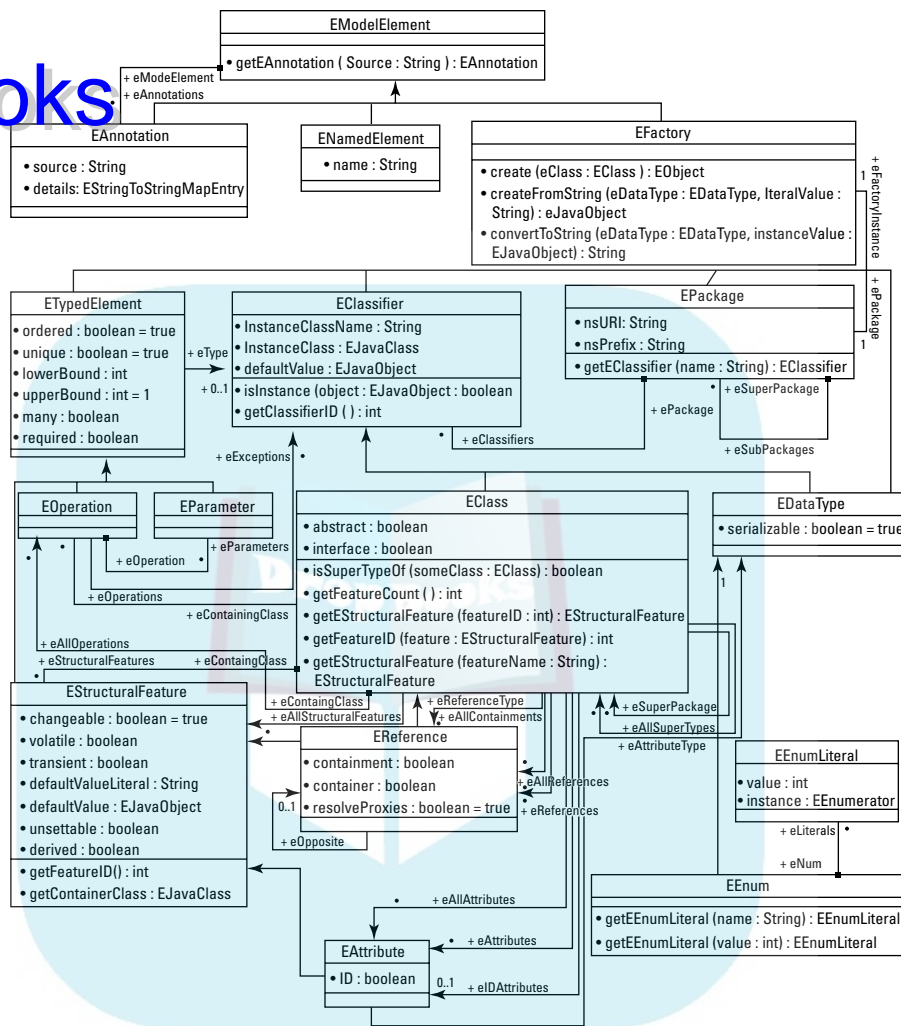 EModelElement
• getEAnnotation ( Source : String ) : EAnnotation
+ eModeElement
+ eAnnotations
oks
EAnnotation
• source : String
• details: EStringToStringMapEntry
ENamedElement
• name : String
EFactory
• create (eClass : EClass ) : EObject
• createFromString (eDataType : EDataType, lteralValue :
String) : eJavaObject
• convertToString (eDataType : EDataType, instanceValue :
EJavaObject) : String
1
+ eFactoryInstance
+ ePackage
1
ETypedElement
• ordered : boolean = true
• unique : boolean = true
• lowerBound : int
• upperBound : int = 1
• many : boolean
• required : boolean
+ eType
+ 0..1
EClassifier
• InstanceClassName : String
• InstanceClass : EJavaClass
• defaultValue : EJavaObject
• isInstance (object : EJavaObject : boolean
• getClassifierID ( ) : int
EPackage
• nsURI: String
• nsPrefix : String
• getEClassifier (name : String) : EClassifier
+ eSuperPackage
+ ePackage
+ eClassifiers
+ eSubPackages
+ eExceptions
EOperation
EParameter
+ eParameters
+ eOperation
+ eOperations
+ eContainingClass
+ eAllOperations
+ eStructuralFeatures
+ eContaingClass
EClass
• abstract : boolean
• interface : boolean
• isSuperTypeOf (someClass : EClass) : boolean
• getFeatureCount ( ) : int
• getEStructuralFeature (featureID : int) : EStructuralFeature
• getFeatureID (feature : EStructuralFeature) : int
• getEStructuralFeature (featureName : String) :
EStructuralFeature
EDataType
• serializable : boolean = true
1
Deep pooks
EStructuralFeature
• changeable : boolean = true
• volatile : boolean
• transient : boolean
• defaultValueLiteral : String
• defaultValue : EJavaObject
• unsettable : boolean
• derived : boolean
• getFeatureID() : int
• getContainerClass : EJavaClass
+ eContaingClass
+ eAllStructuralFeatures
+ eReferenceType
+ eAllContainments
+ eSuperPackage
+ eAllSuperTypes
+ eAttributeType
EReference
• containment : boolean
• container : boolean
• resolveProxies : boolean = true
0..1
+ eOpposite
+ eAllReferences
+ eReferences
EEnumLiteral
• value : int
• instance : EEnumerator
+ eLiterals
+ eNum
EEnum
• getEEnumLiteral (name : String) : EEnumLiteral
• getEEnumLiteral (value : int) : EEnumLiteral
+ eAllAttributes
+ eAttributes
EAttribute
• ID : boolean
0..1
+ eIDAttributes